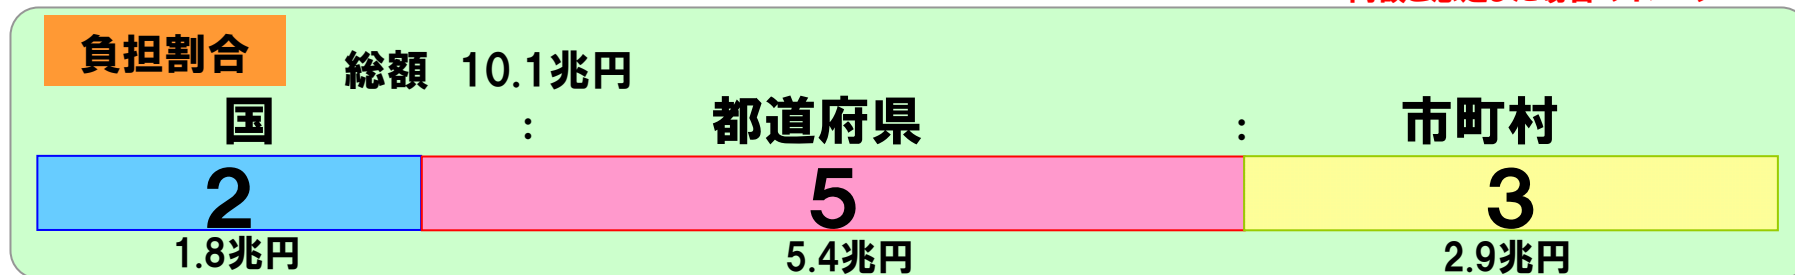 負担割合
総額 10.1兆円
国 : 都道府県 : 市町村
2 5 3
1.8兆円 5.4兆円 2.9兆円